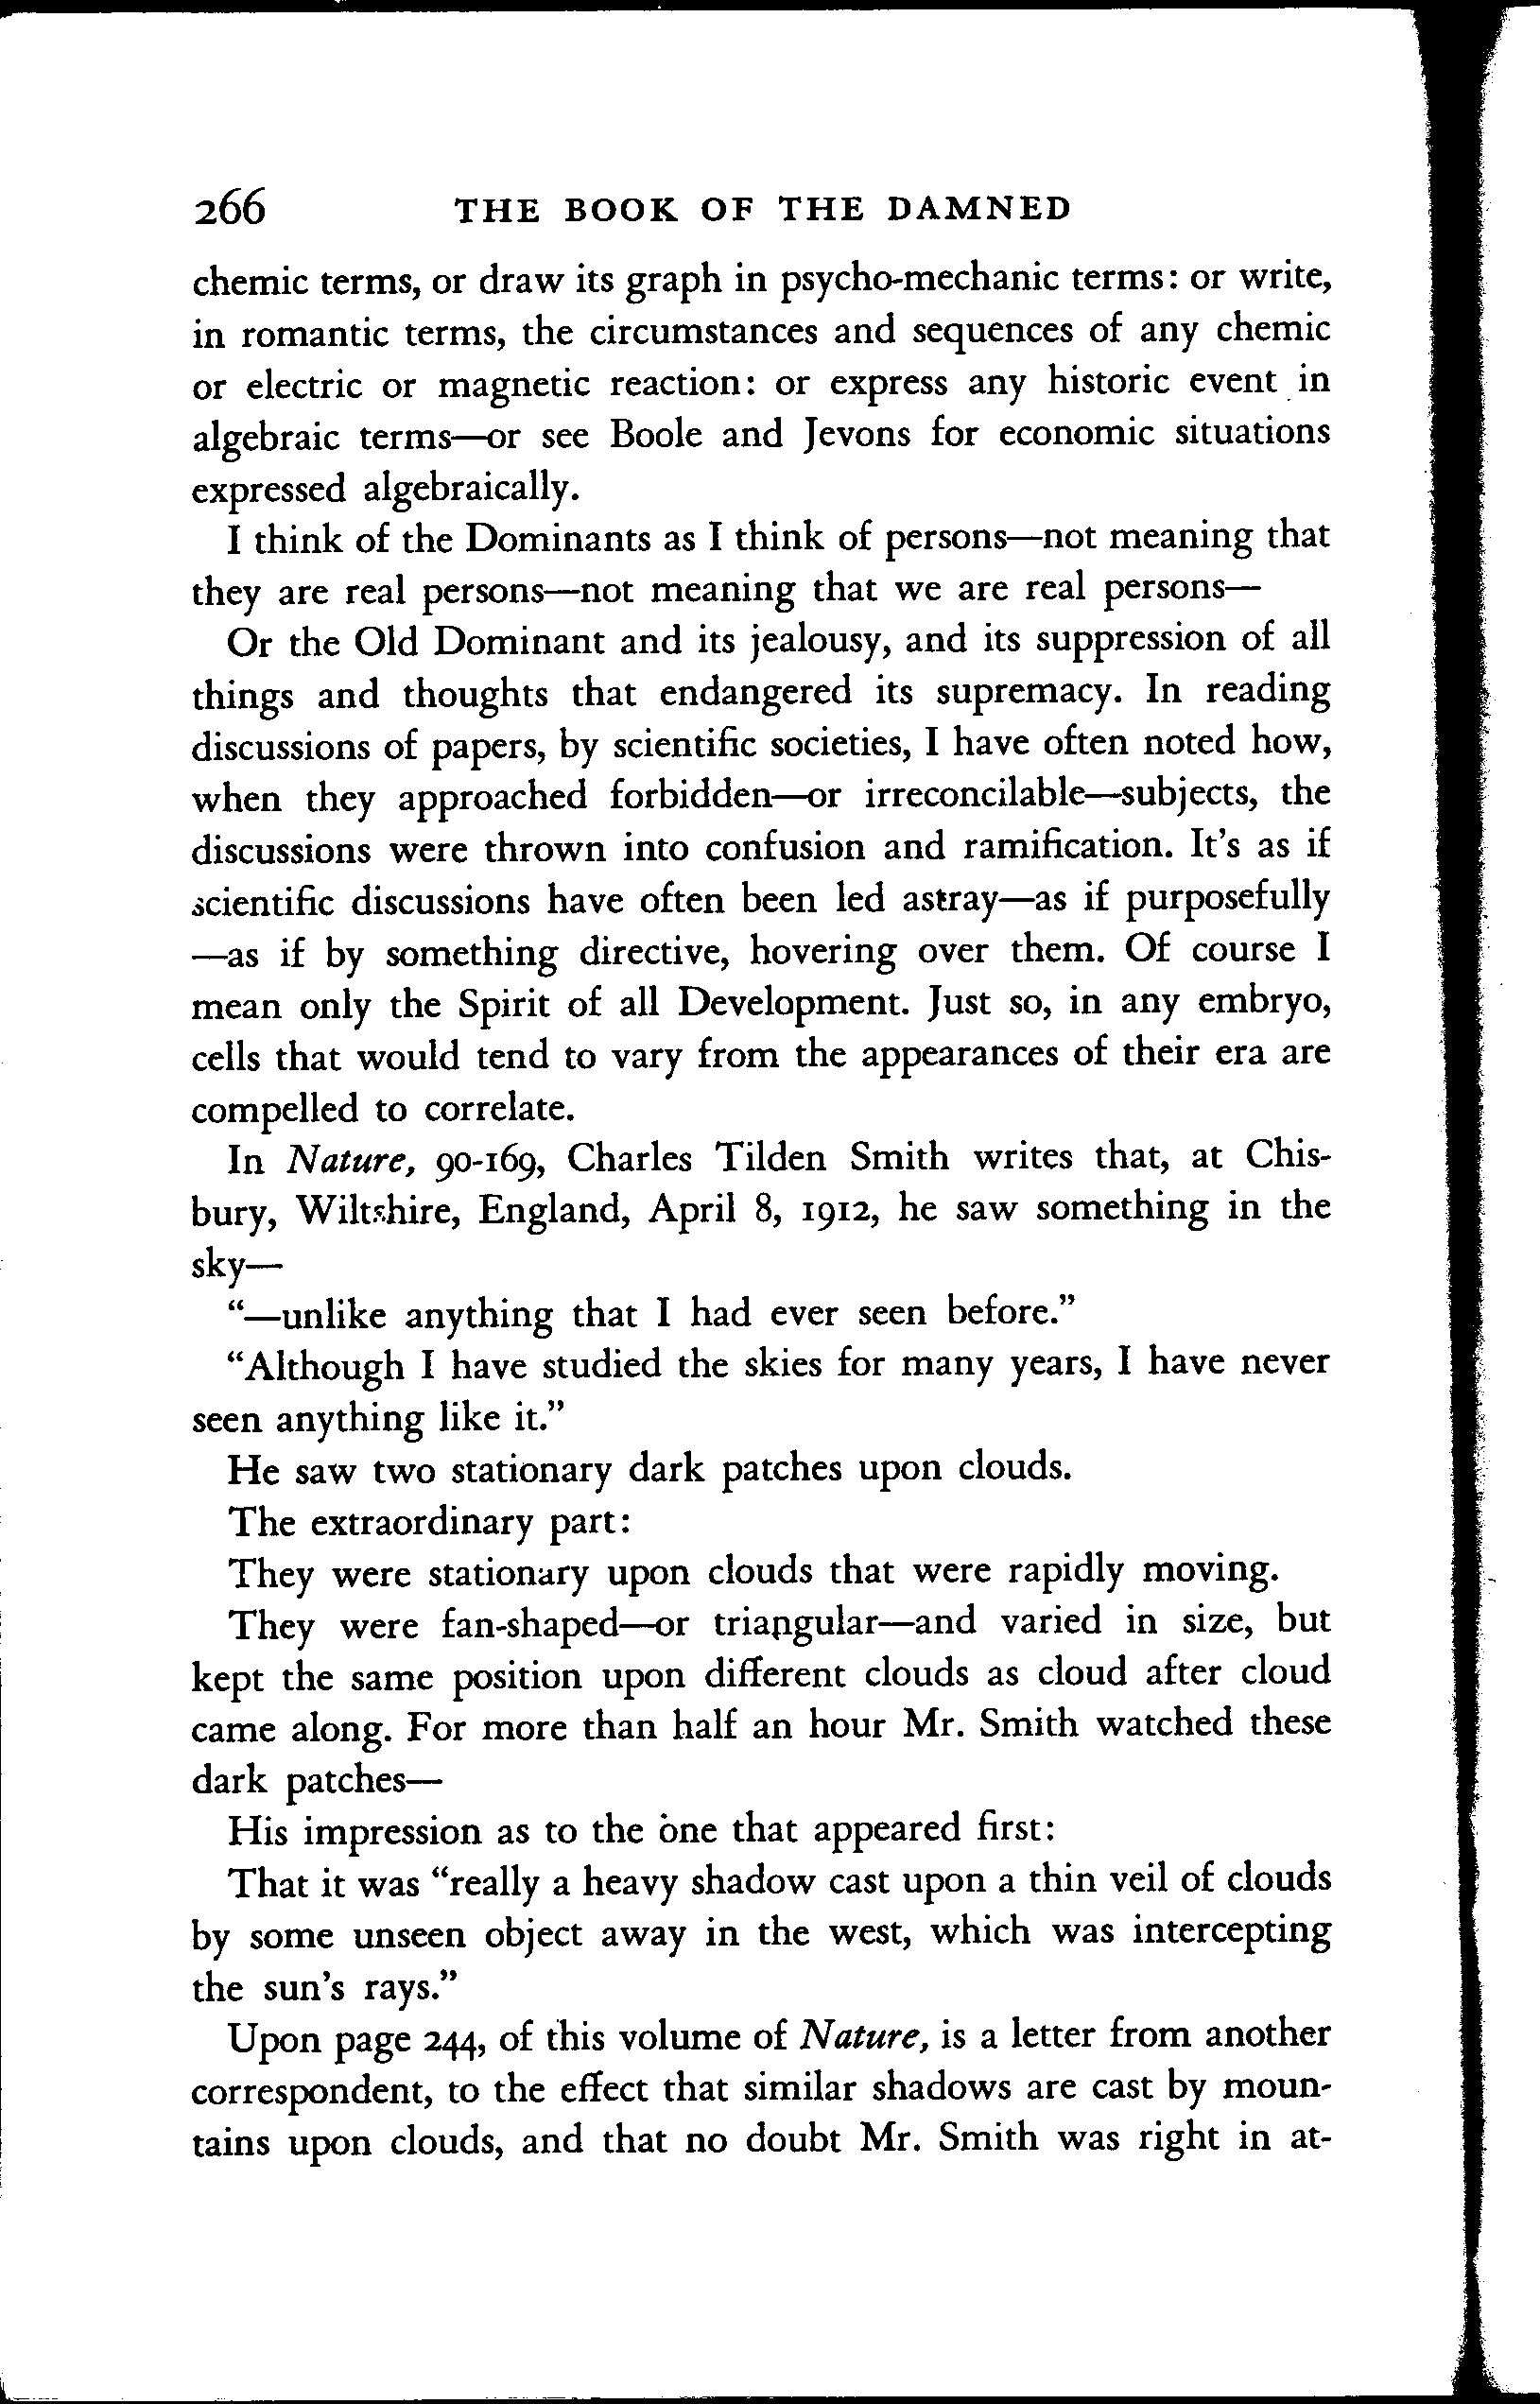 266 THE BOOK OF THE DAMNED
chemic terms, or draw its graph in psycho-mechanic terms: or write,
in romantic terms, the circumstances and sequences of any chemic
or electric or magnetic reaction: or express any historic event in
algebraic terms—or see Boole and Jevons for economic situations
expressed algebraically.
I think of the Dominants as I think of persons—not meaning that
they are real persons—not meaning that we are real persons—
Or the Old Dominant and its jealousy, and its suppression of all
things and thoughts that endangered its supremacy. In reading
discussions of papers, by scientific societies, I have often noted how,
when they approached forbidden—or irreconcilable—subjects, the
discussions were thrown into confusion and ramification. It's as if
scientific discussions have often been led astray—as if purposefully
—as if by something directive, hovering over them. Of course I
mean only the Spirit of all Development. Just so, in any embryo,
cells that would tend to vary from the appearances of their era are
compelled to correlate.
In Nature, 90-169, Charles Tilden Smith writes that, at Chis-
bury, Wiltshire, England, April 8, 1912, he saw something in the
sky—
"—unlike anything that I had ever seen before."
"Although I have studied the skies for many years, I have never
seen anything like it."
He saw two stationary dark patches upon clouds.
The extraordinary part:
They were stationary upon clouds that were rapidly moving.
They were fan-shaped—or triangular—and varied in size, but
kept the same position upon different clouds as cloud after cloud
came along. For more than half an hour Mr. Smith watched these
dark patches—
His impression as to the one that appeared first:
That it was "really a heavy shadow cast upon a thin veil of clouds
by some unseen object away in the west, which was intercepting
the sun's rays."
Upon page 244, of this volume of Nature, is a letter from another
correspondent, to the effect that similar shadows are cast by moun-
tains upon clouds, and that no doubt Mr. Smith was right in at-